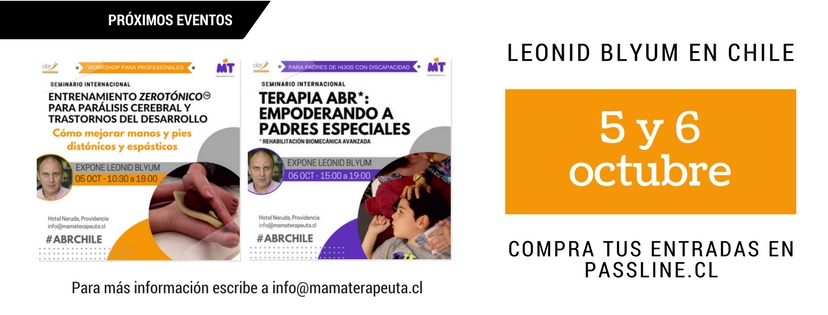 PRÓXIMOS EVENTOS
abr
WORKSHOP PARA PROFESIONALES
MT
SEMINARIO INTERNACIONAL
ENTRENAMIENTO ZEROTÓNICO
PARA PARÁLISIS CEREBRAL Y
TRASTORNOS DEL DESARROLLO
Cómo mejorar manos y pies
distónicos y espásticos
EXPONE LEONID BLYUM
05 OCT - 10:30 a 18:00
Hotel Neruda, Providencia
info@mamaterapeuta.cl
#ABRCHILE
abr
PARA PADRES DE HIJOS CON DISCAPACIDAD
MT
SEMINARIO INTERNACIONAL
TERAPIA ABR*:
EMPODERANDO A
PADRES ESPECIALES
* REHABILITACIÓN BIOMECÁNICA AVANZADA
EXPONE LEONID BLYUM
06 OCT - 15:00 a 19:00
Hotel Neruda, Providencia
info@mamaterapeuta.cl
#ABRCHILE
Para más información escribe a info@mamaterapeuta.cl
LEONID BLYUM EN CHILE
5 y 6
octubre
COMPRA TUS ENTRADAS EN
PASSLINE.CL